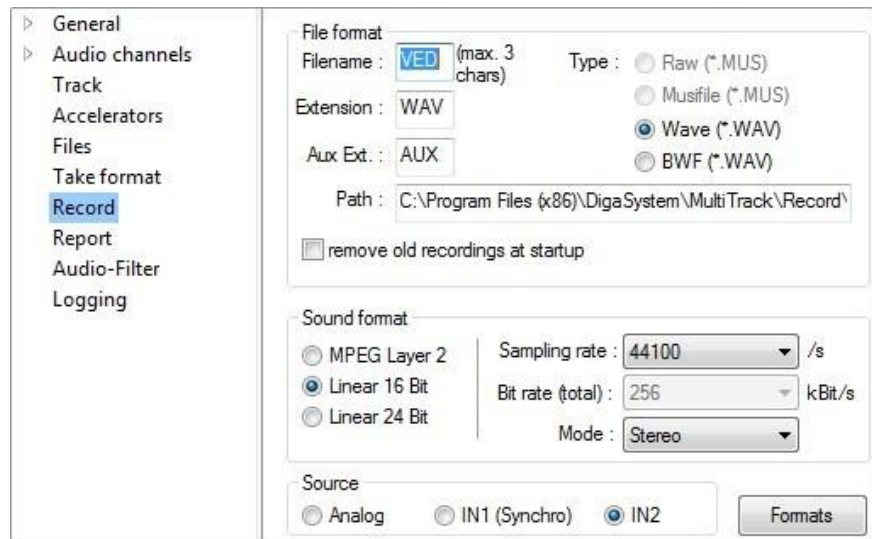 General
Audio channels
Track
Accelerators
Files
Take format
Record
Report
Audio-Filter
Logging
File format
Filename : VED (max. 3 chars)
Extension : WAV
Aux Ext. : AUX
Type : Raw (*.MUS)
Musifile (*.MUS)
Wave (*.WAV)
BWF (*.WAV)
Path : C:\Program Files (x86)\DigaSystem\MultiTrack\Record\
remove old recordings at startup
Sound format
MPEG Layer 2
Linear 16 Bit
Linear 24 Bit
Sampling rate : 44100 /s
Bit rate (total) : 256 kBit/s
Mode : Stereo
Source
Analog IN1 (Synchro) IN2
Formats